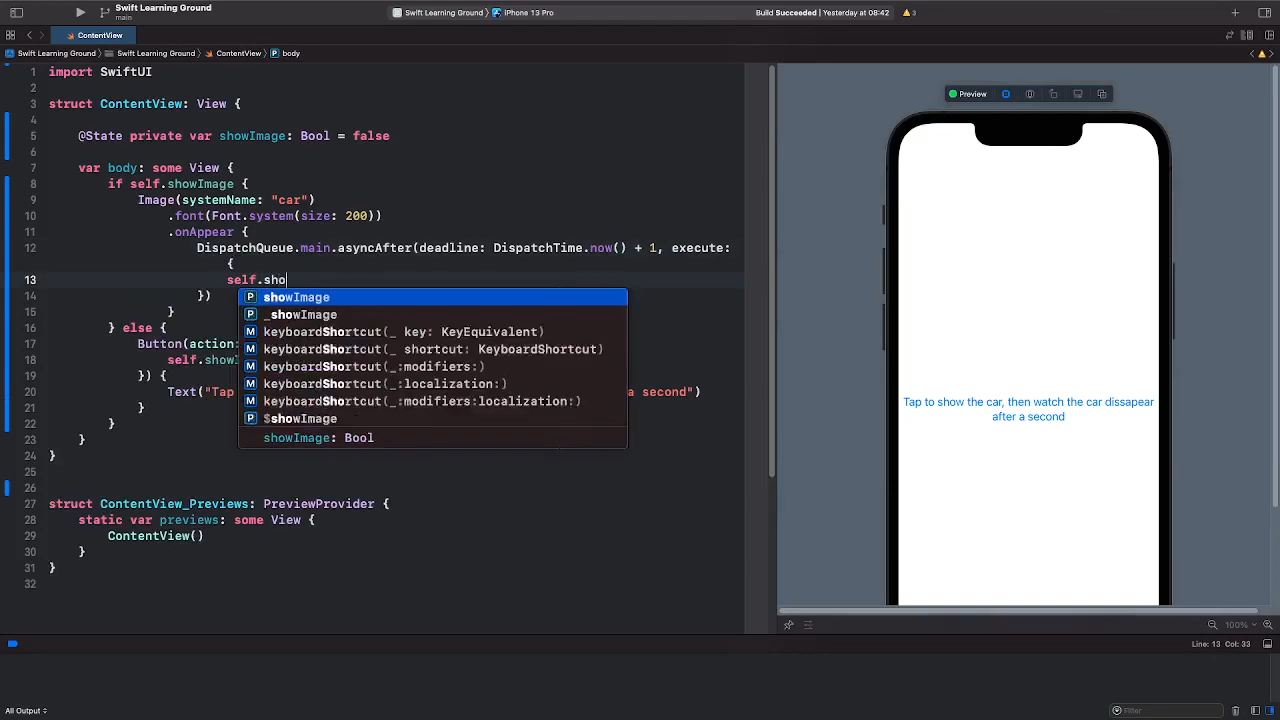 Swift Learning Ground
main
Swift Learning Ground
iPhone 13 Pro
Build Succeeded | Yesterday at 08:42
3
ContentView
Swift Learning Ground
Swift Learning Ground
ContentView
body
1 import SwiftUI
2
3 struct ContentView: View {
4
5 @State private var showImage: Bool = false
6
7 var body: some View {
8 if self.showImage {
9 Image(systemName: "car")
10 .font(Font.system(size: 200))
11 .onAppear {
12 DispatchQueue.main.asyncAfter(deadline: DispatchTime.now() + 1, execute:
{
13 self.sho
14 })
15 }
16 } else {
17 Button(action:
18 self.show
19 }) {
20 Text("Tap a second")
21 }
22 }
23 }
24 }
25
26
27 struct ContentView_Previews: PreviewProvider {
28 static var previews: some View {
29 ContentView()
30 }
31 }
32
P showImage
P _showImage
M keyboardShortcut(_ key: KeyEquivalent)
M keyboardShortcut(_ shortcut: KeyboardShortcut)
M keyboardShortcut(_:modifiers:)
M keyboardShortcut(_:localization:)
M keyboardShortcut(_:modifiers:localization:)
P $showImage
showImage: Bool
Preview
Tap to show the car, then watch the car dissapear
after a second
100%
Line: 13 Col: 33
All Output
Filter